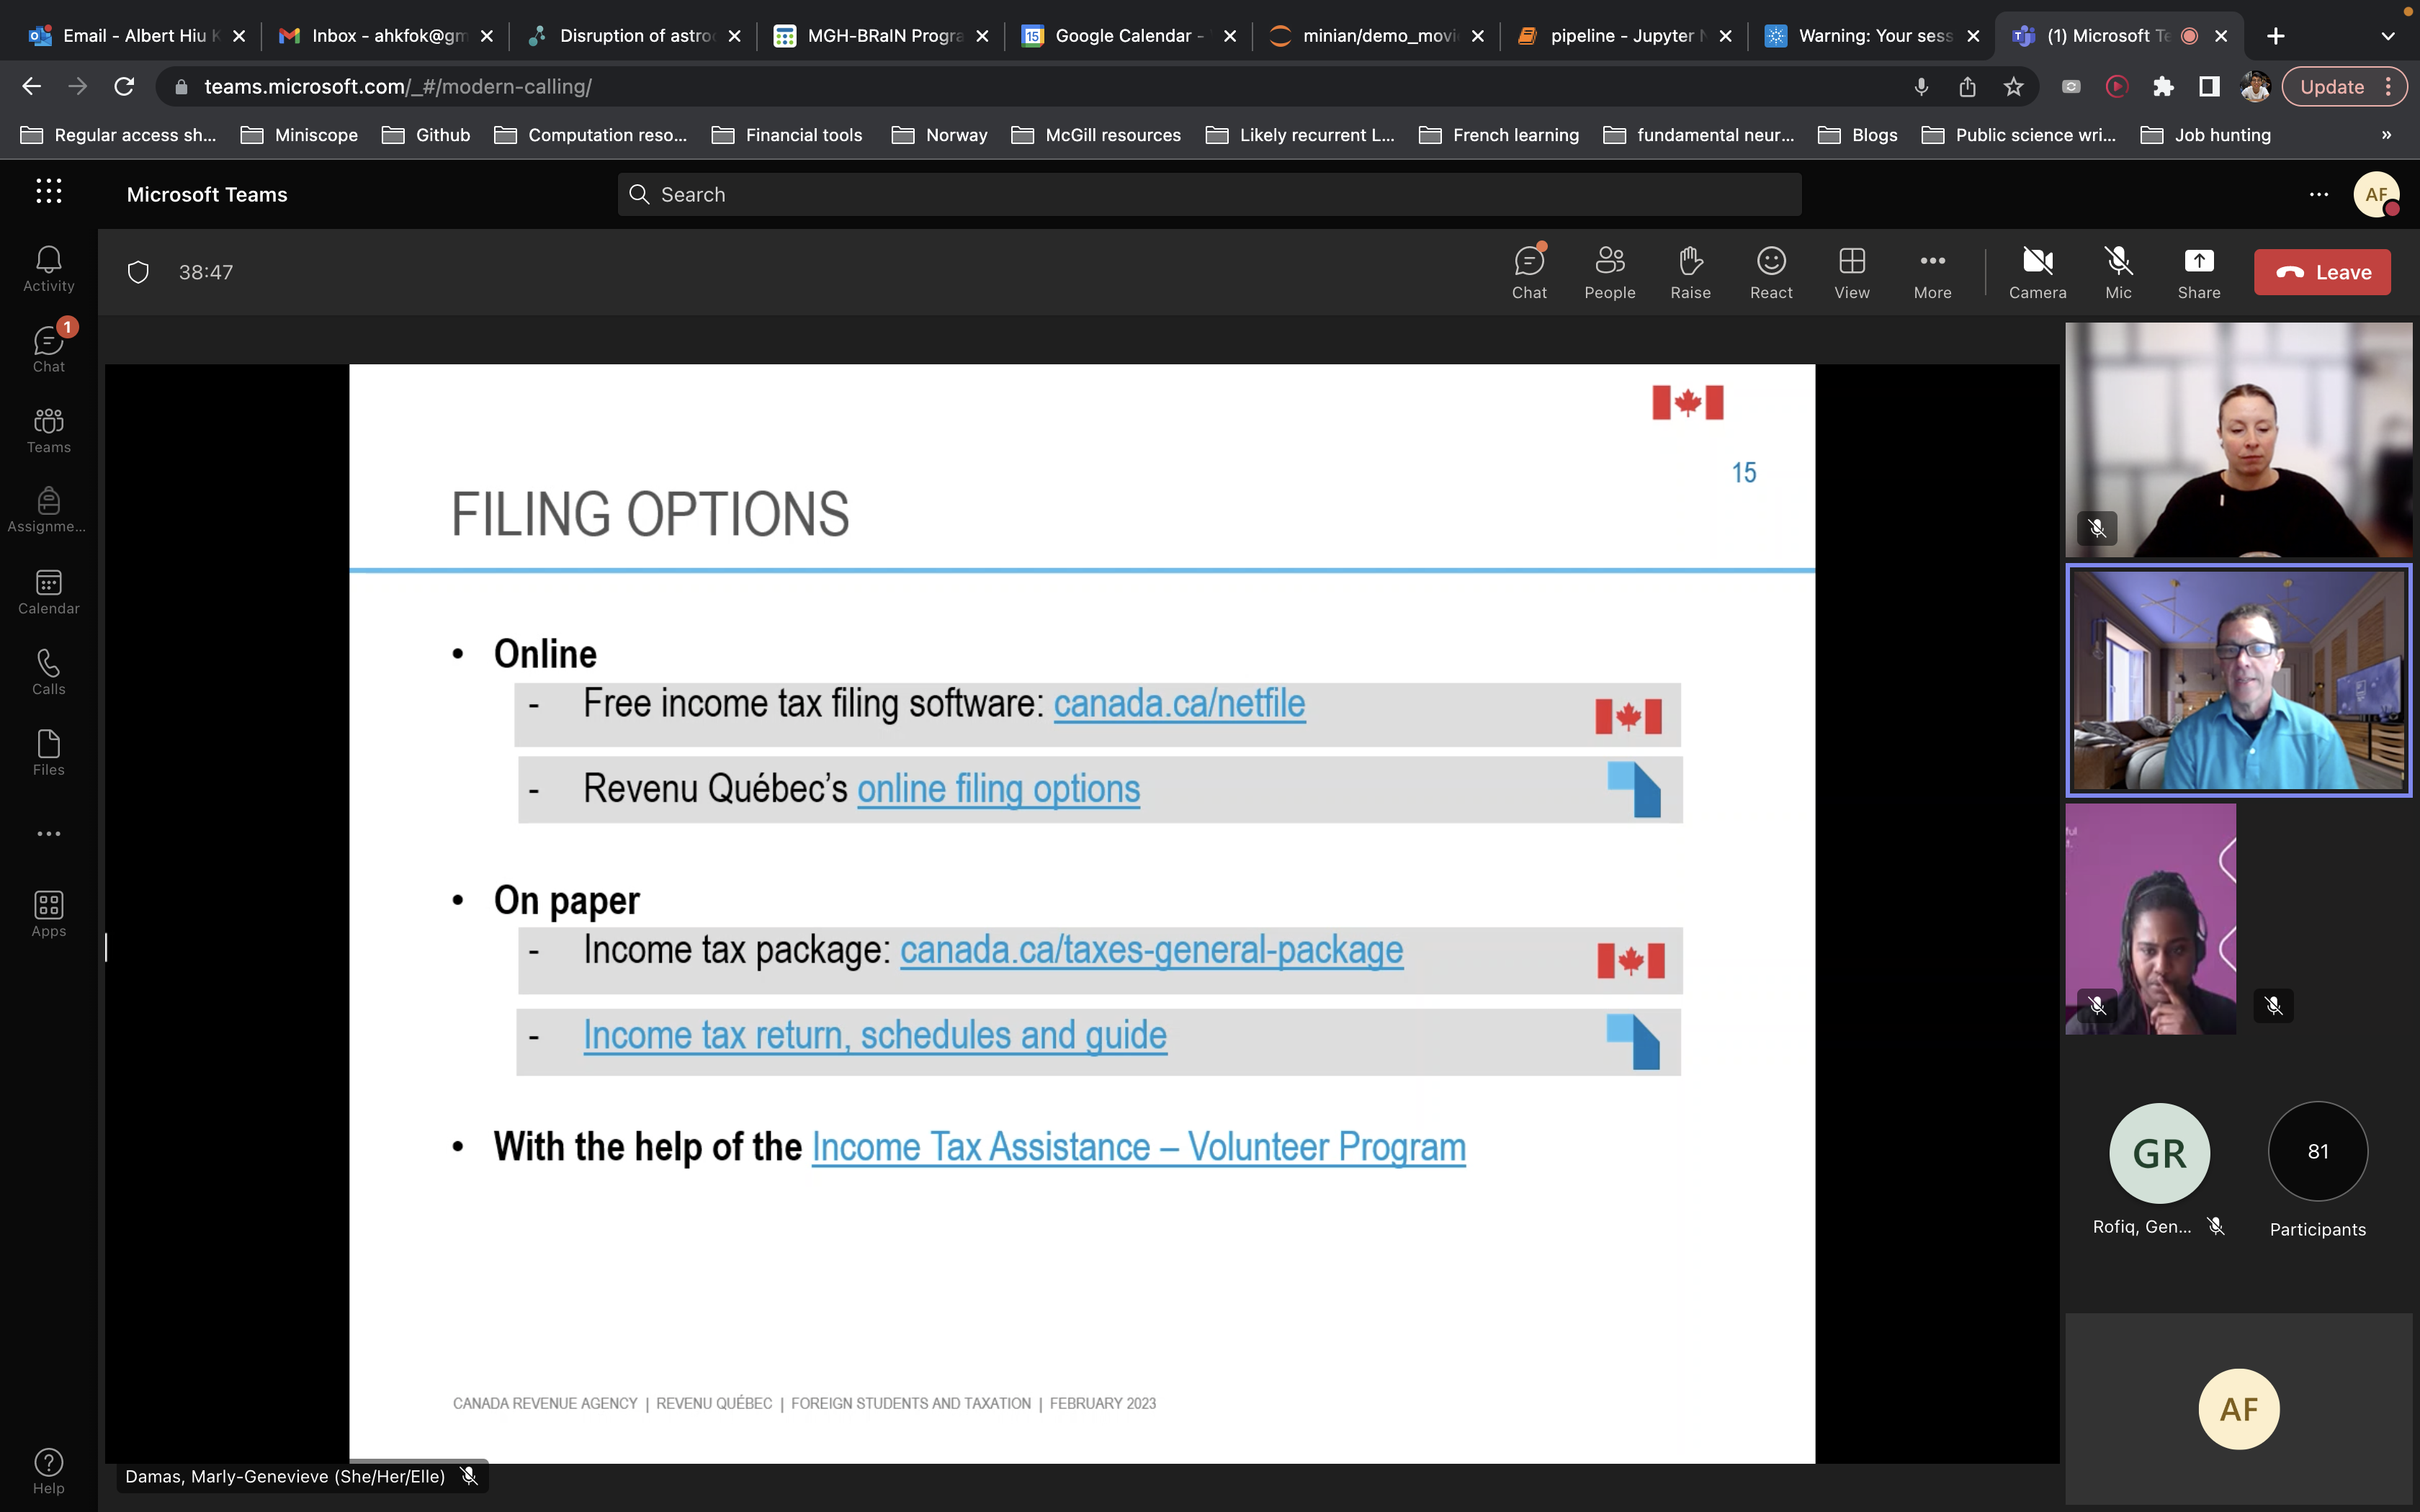 Email - Albert Hiu K
Inbox - ahkfok@gm
Disruption of astro
MGH-BRaIN Progra
Google Calendar -
minian/demo_movi
pipeline - Jupyter N
Warning: Your sess
(1) Microsoft Te
teams.microsoft.com/_#/modern-calling/
Update
Regular access sh...
Miniscope
Github
Computation reso...
Financial tools
Norway
McGill resources
Likely recurrent L...
French learning
fundamental neur...
Blogs
Public science wri...
Job hunting
»
Microsoft Teams
Search
AF
38:47
Chat
People
Raise
React
View
More
Camera
Mic
Share
Leave
Activity
1
Chat
Teams
Assignme...
Calendar
Calls
Files
Apps
Help
15
FILING OPTIONS
• Online
- Free income tax filing software: canada.ca/netfile
- Revenu Québec’s online filing options
• On paper
- Income tax package: canada.ca/taxes-general-package
- Income tax return, schedules and guide
• With the help of the Income Tax Assistance – Volunteer Program
CANADA REVENUE AGENCY | REVENU QUÉBEC | FOREIGN STUDENTS AND TAXATION | FEBRUARY 2023
Damas, Marly-Genevieve (She/Her/Elle)
GR
Rofiq, Gen...
81
Participants
AF